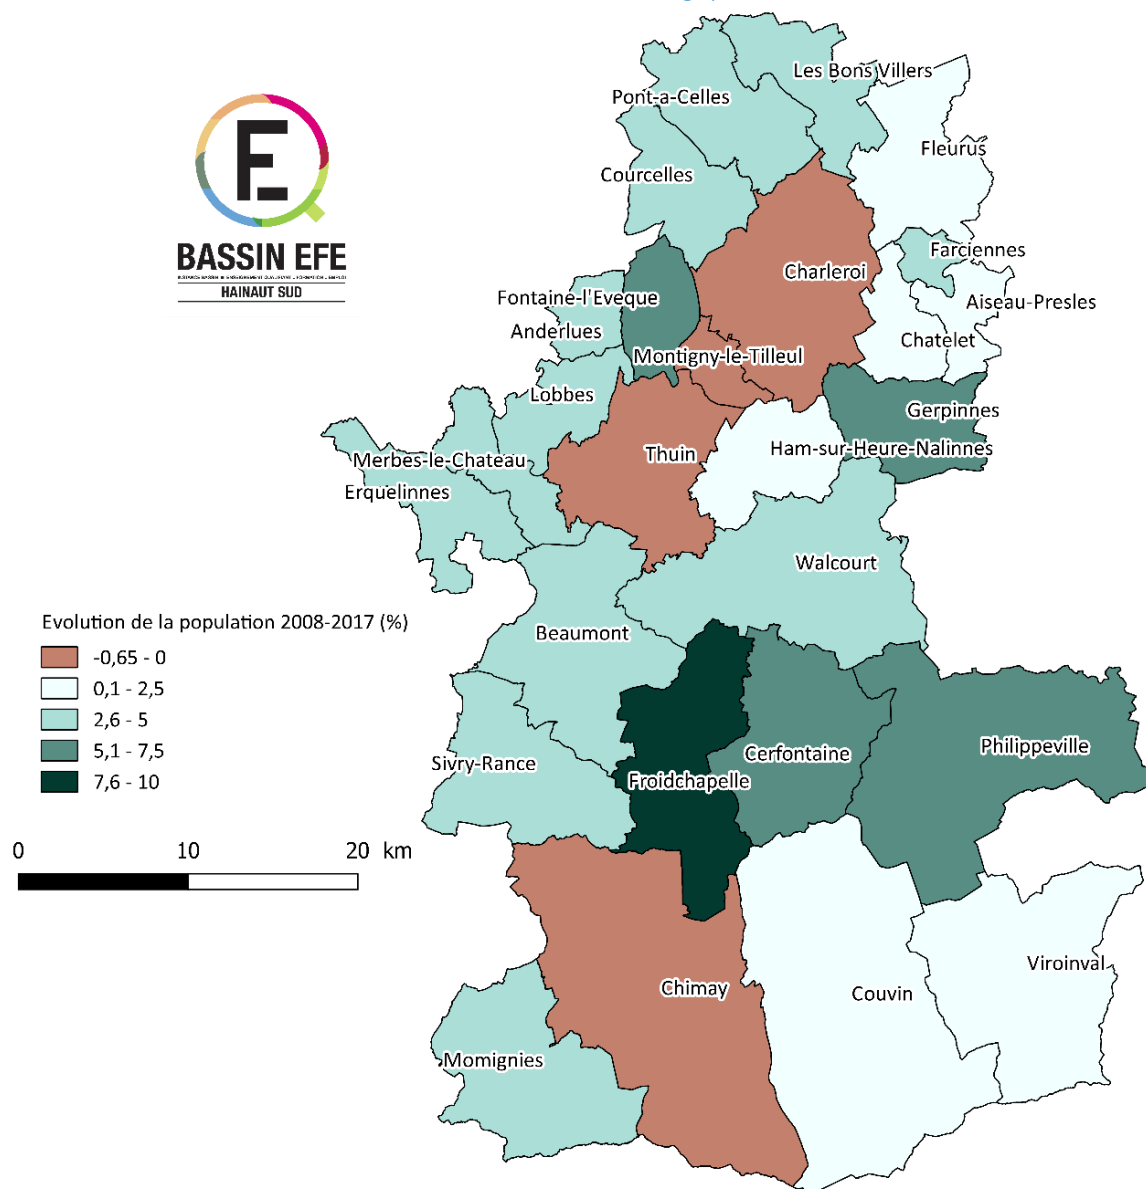 Les Bons Villers
Pont-a-Celles
Fleurus
Courcelles
BASSIN EFE
HAINAUT SUD
Farciennes
Charleroi
Fontaine-l'Eveque
Aiseau-Presles
Anderlues
Chatelet
Montigny-le-Tilleul
Lobbes
Gerpinnes
Thuin
Ham-sur-Heure-Nalinnes
Merbes-le-Chateau
Erquelinnes
Walcourt
Evolution de la population 2008-2017 (%)
-0,65 - 0
0,1 - 2,5
2,6 - 5
5,1 - 7,5
7,6 - 10
Beaumont
Philippeville
Cerfontaine
Sivry-Rance
Froidchapelle
0 10 20 km
Viroinval
Chimay
Couvin
Momignies